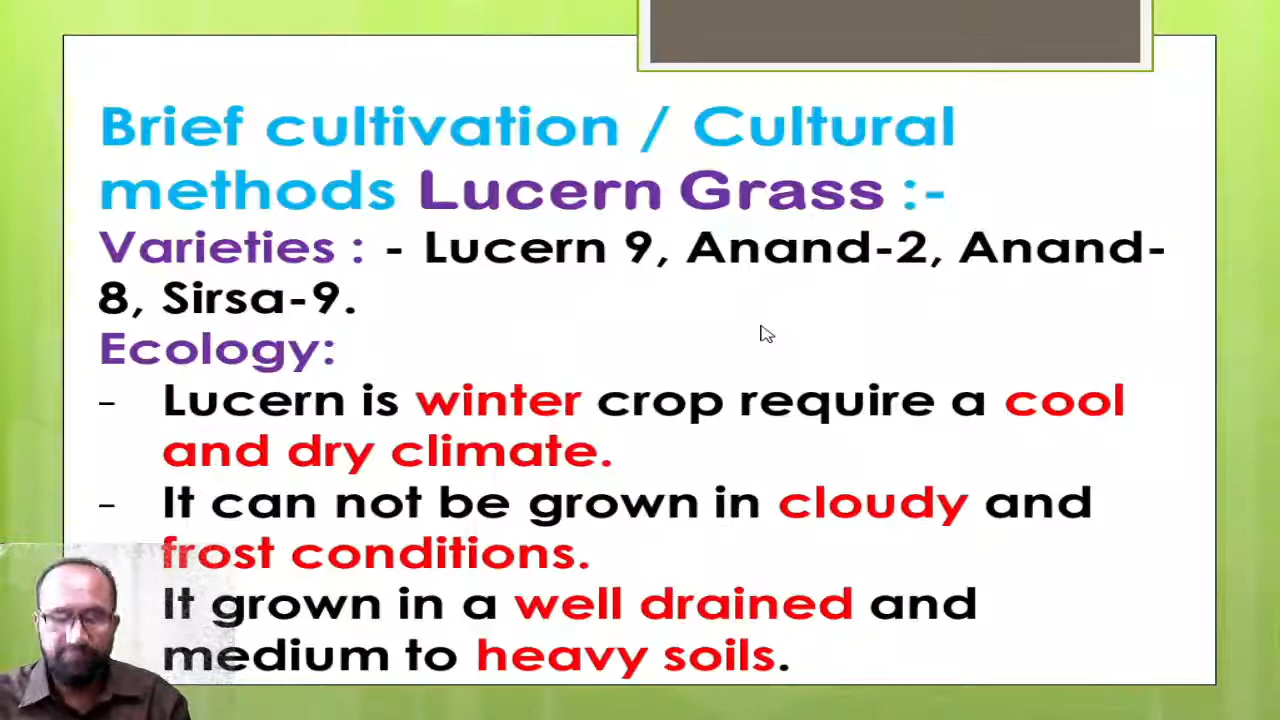 Brief cultivation / Cultural
methods Lucern Grass :-
Varieties : - Lucern 9, Anand-2, Anand-
8, Sirsa-9.
Ecology:
- Lucern is winter crop require a cool
and dry climate.
- It can not be grown in cloudy and
frost conditions.
It grown in a well drained and
medium to heavy soils.